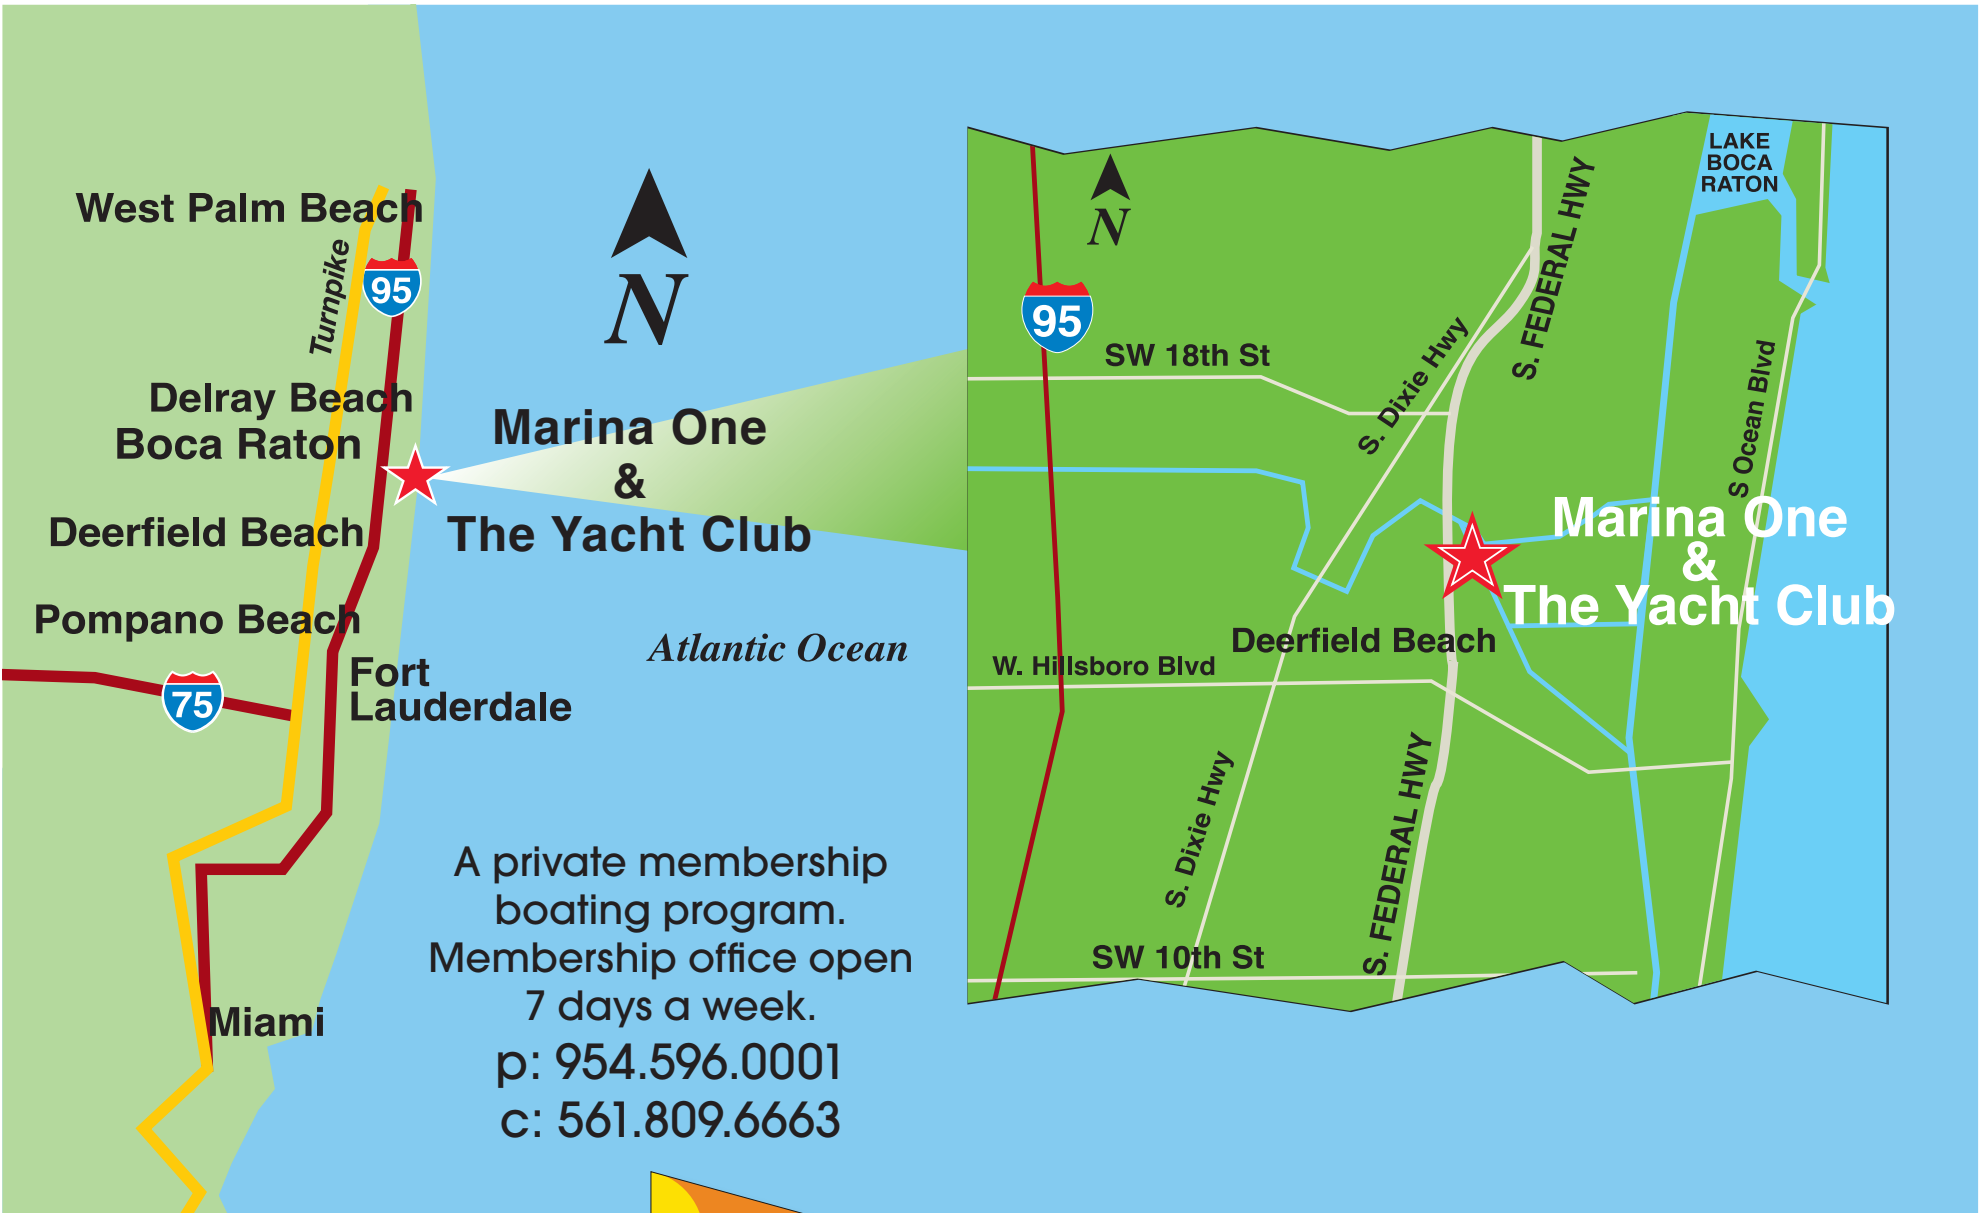 West Palm Beach
Turnpike
95
Delray Beach
Boca Raton
Deerfield Beach
Pompano Beach
75
Fort
Lauderdale
Miami
N
Marina One
&
The Yacht Club
Atlantic Ocean
A private membership
boating program.
Membership office open
7 days a week.
p: 954.596.0001
c: 561.809.6663
N
95
SW 18th St
S. Dixie Hwy
S. FEDERAL HWY
LAKE
BOCA
RATON
S Ocean Blvd
Marina One
&
The Yacht Club
Deerfield Beach
W. Hillsboro Blvd
S. Dixie Hwy
S. FEDERAL HWY
SW 10th St